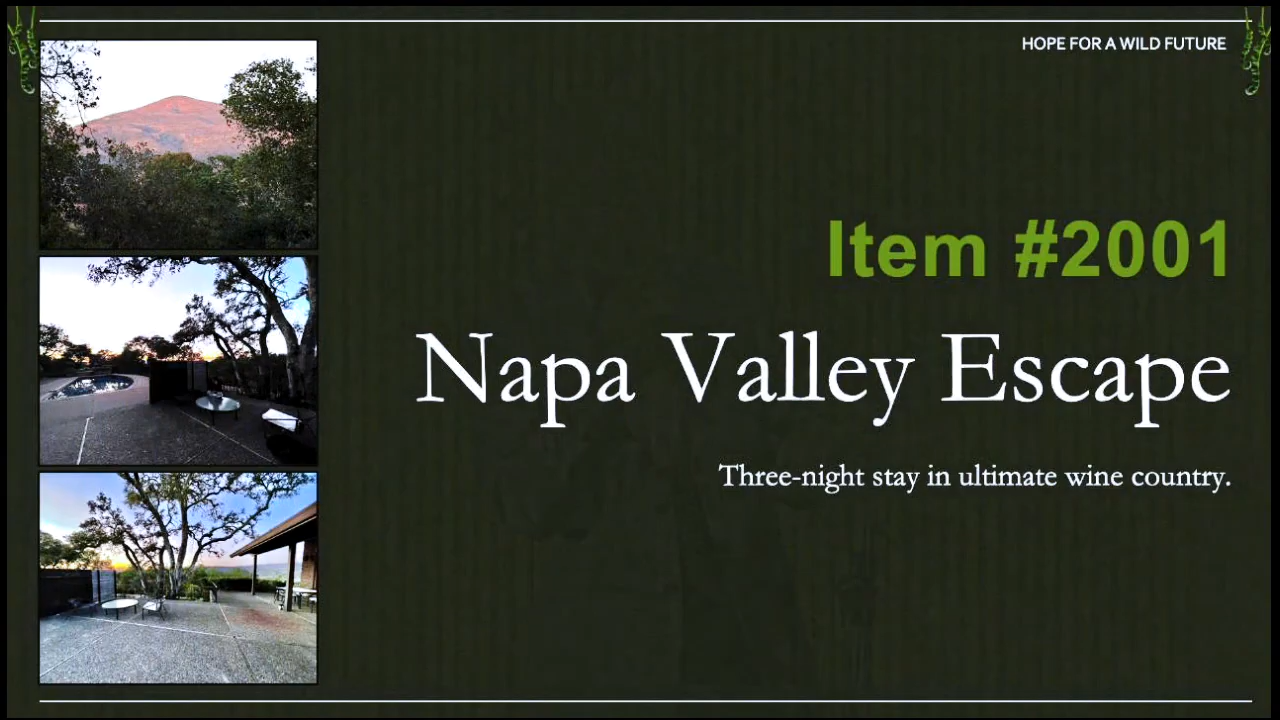 HOPE FOR A WILD FUTURE
Item #2001
Napa Valley Escape
Three-night stay in ultimate wine country.